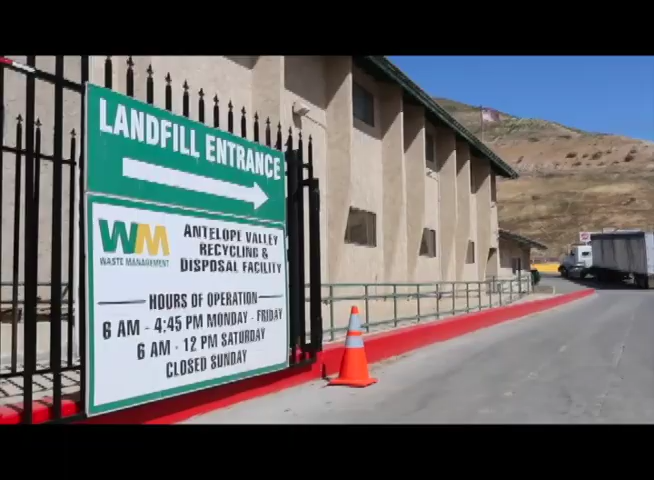 LANDFILL ENTRANCE
WM
WASTE MANAGEMENT
ANTELOPE VALLEY
RECYCLING &
DISPOSAL FACILITY
HOURS OF OPERATION
6 AM - 4:45 PM MONDAY - FRIDAY
6 AM - 12 PM SATURDAY
CLOSED SUNDAY